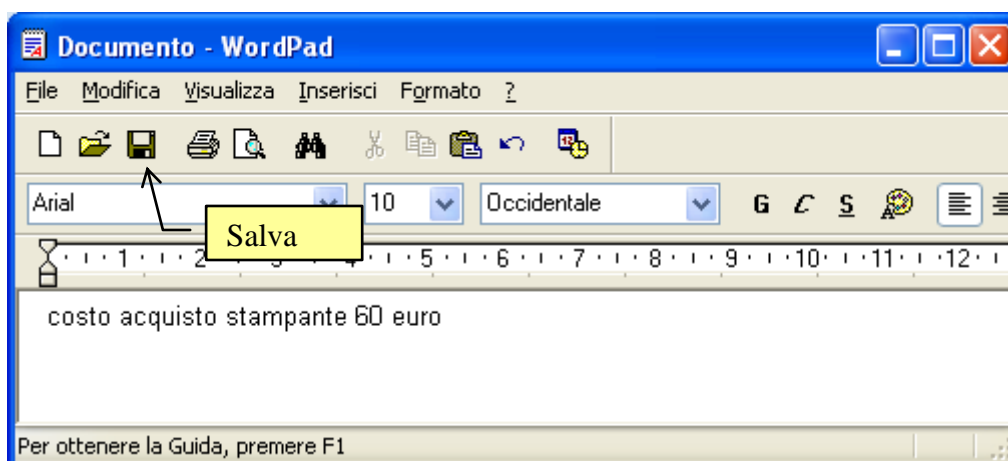 Documento - WordPad
File Modifica Visualizza Inserisci Formato ?
Arial 10 Occidentale G C S
Salva
1 2 3 4 5 6 7 8 9 10 11 12
costo acquisto stampante 60 euro
Per ottenere la Guida, premere F1